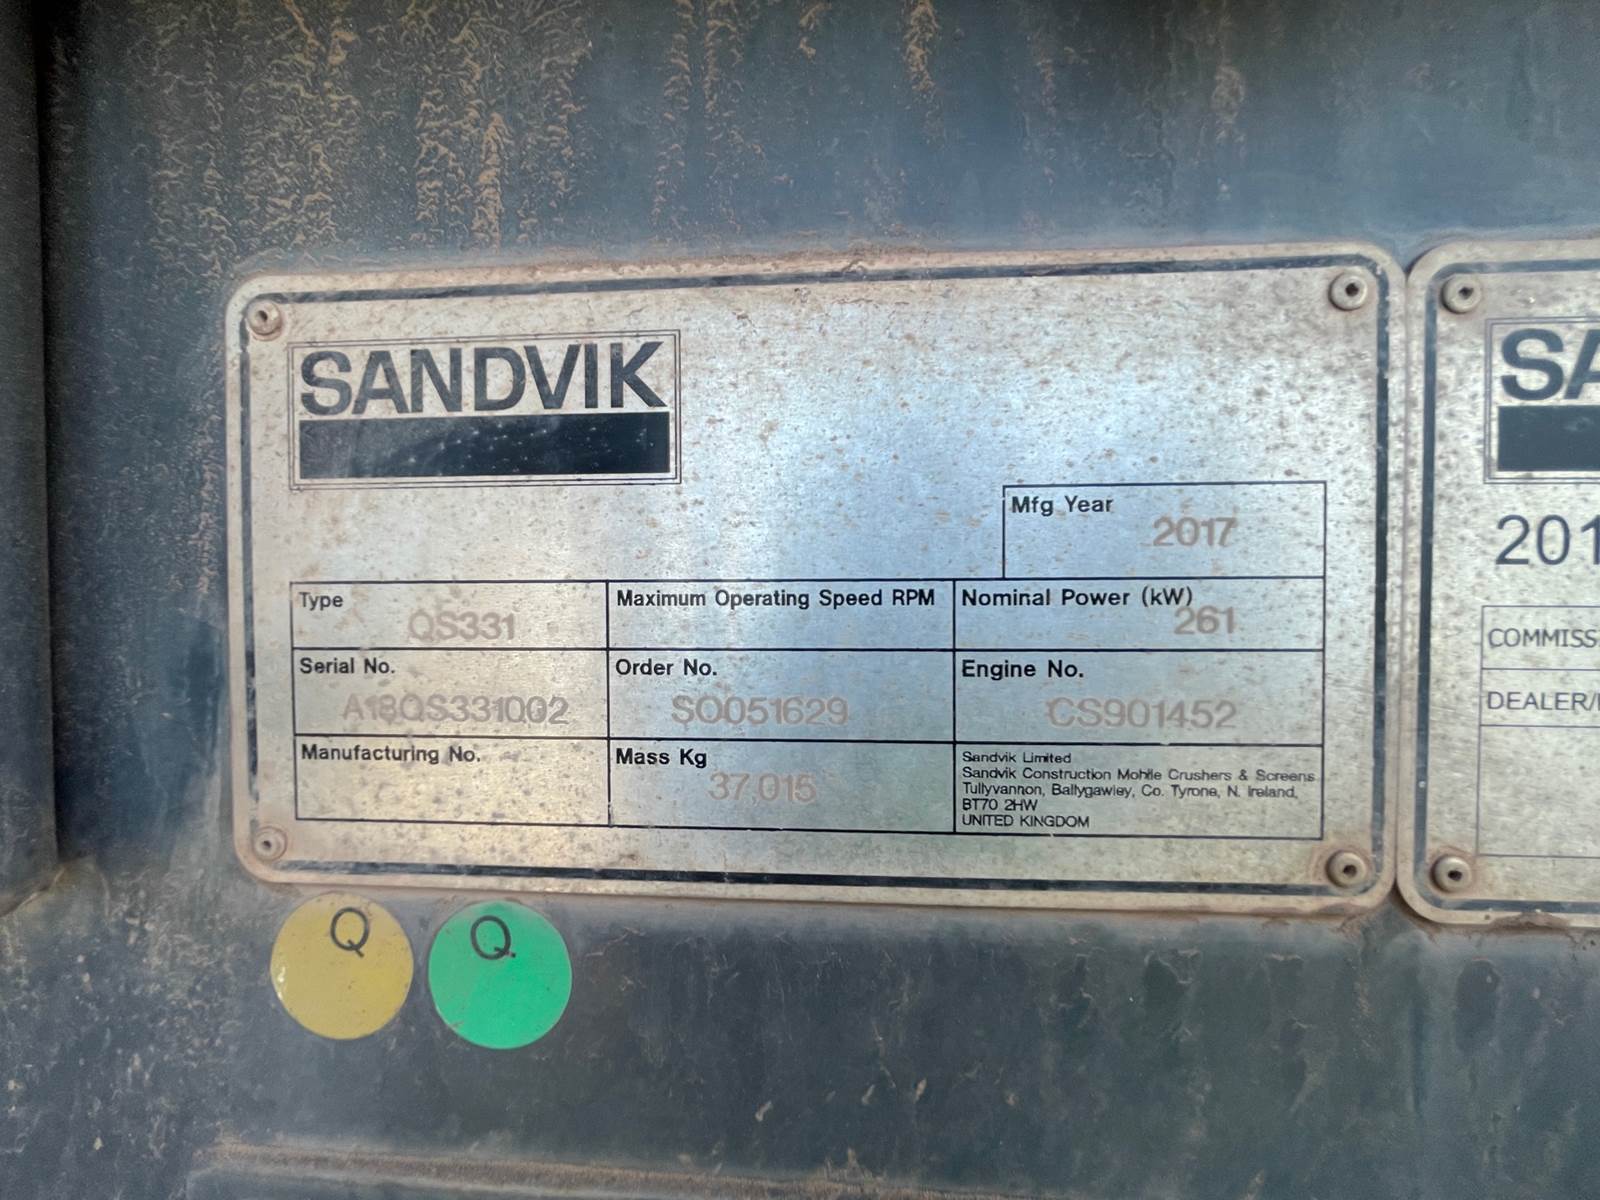 SANDVIK
Mfg Year
2017
Type
QS331
Maximum Operating Speed RPM
Nominal Power (kW)
261
Serial No.
A18QS331002
Order No.
SO051629
Engine No.
CS901452
Manufacturing No.
Mass Kg
37,015
Sandvik Limited
Sandvik Construction Mobile Crushers & Screens
Tullyvannon, Ballygawley, Co. Tyrone, N. Ireland,
BT70 2HW
UNITED KINGDOM
Q
Q
SA
201
COMMISS
DEALER/